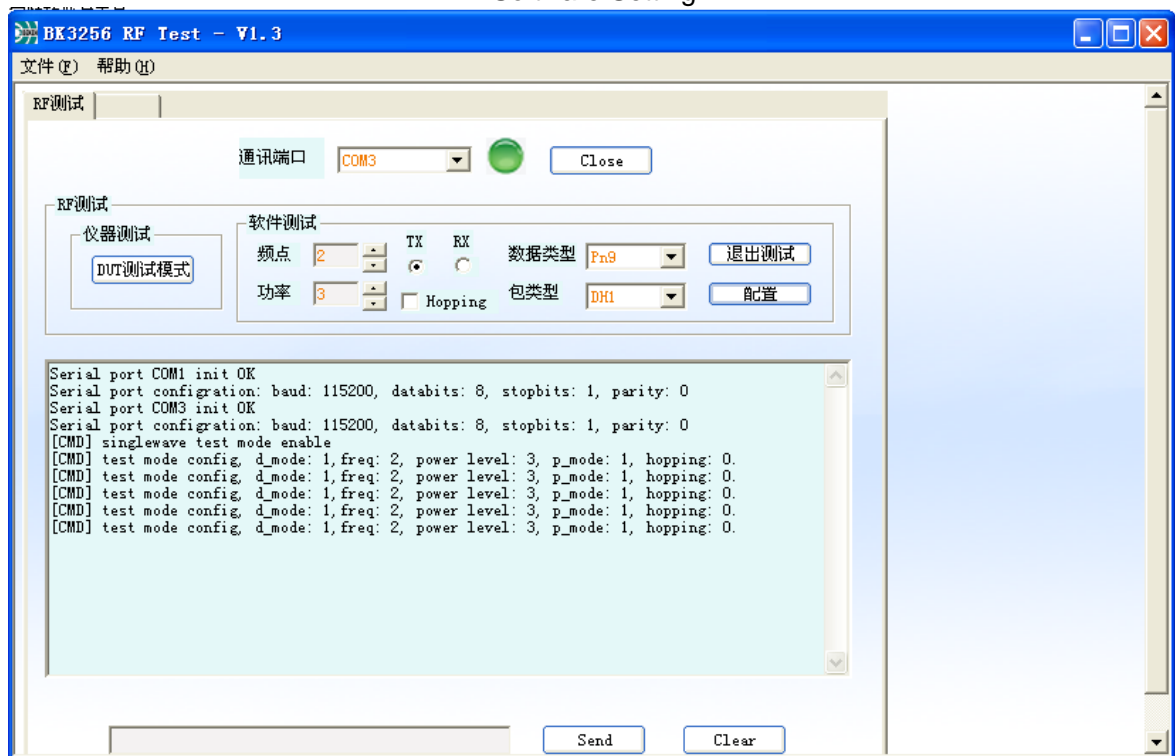 Software Setting
BK3256 RF Test - V1.3
文件(F) 帮助(H)
RF测试
通讯端口 COM3 Close
RF测试
仪器测试
DUT测试模式
软件测试
频点 2 TX RX 数据类型 Pn9 退出测试
功率 3 Hopping 包类型 DH1 配置
Serial port COM1 init OK
Serial port configration: baud: 115200, databits: 8, stopbits: 1, parity: 0
Serial port COM3 init OK
Serial port configration: baud: 115200, databits: 8, stopbits: 1, parity: 0
[CMD] singlewave test mode enable
[CMD] test mode config, d_mode: 1,freq: 2, power level: 3, p_mode: 1, hopping: 0.
[CMD] test mode config, d_mode: 1,freq: 2, power level: 3, p_mode: 1, hopping: 0.
[CMD] test mode config, d_mode: 1,freq: 2, power level: 3, p_mode: 1, hopping: 0.
[CMD] test mode config, d_mode: 1,freq: 2, power level: 3, p_mode: 1, hopping: 0.
[CMD] test mode config, d_mode: 1,freq: 2, power level: 3, p_mode: 1, hopping: 0.
Send Clear